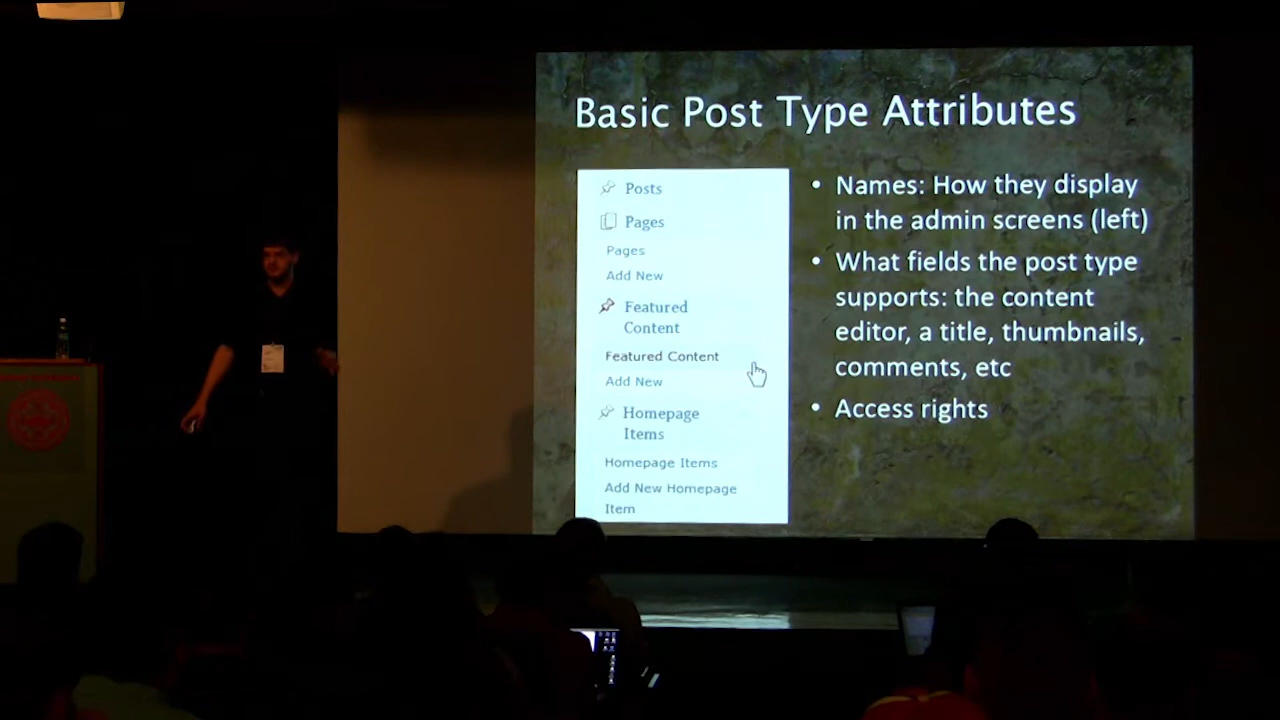 Basic Post Type Attributes
Posts
Pages
Pages
Add New
Featured
Content
Featured Content
Add New
Homepage
Items
Homepage Items
Add New Homepage
Item
• Names: How they display
in the admin screens (left)
• What fields the post type
supports: the content
editor, a title, thumbnails,
comments, etc
• Access rights